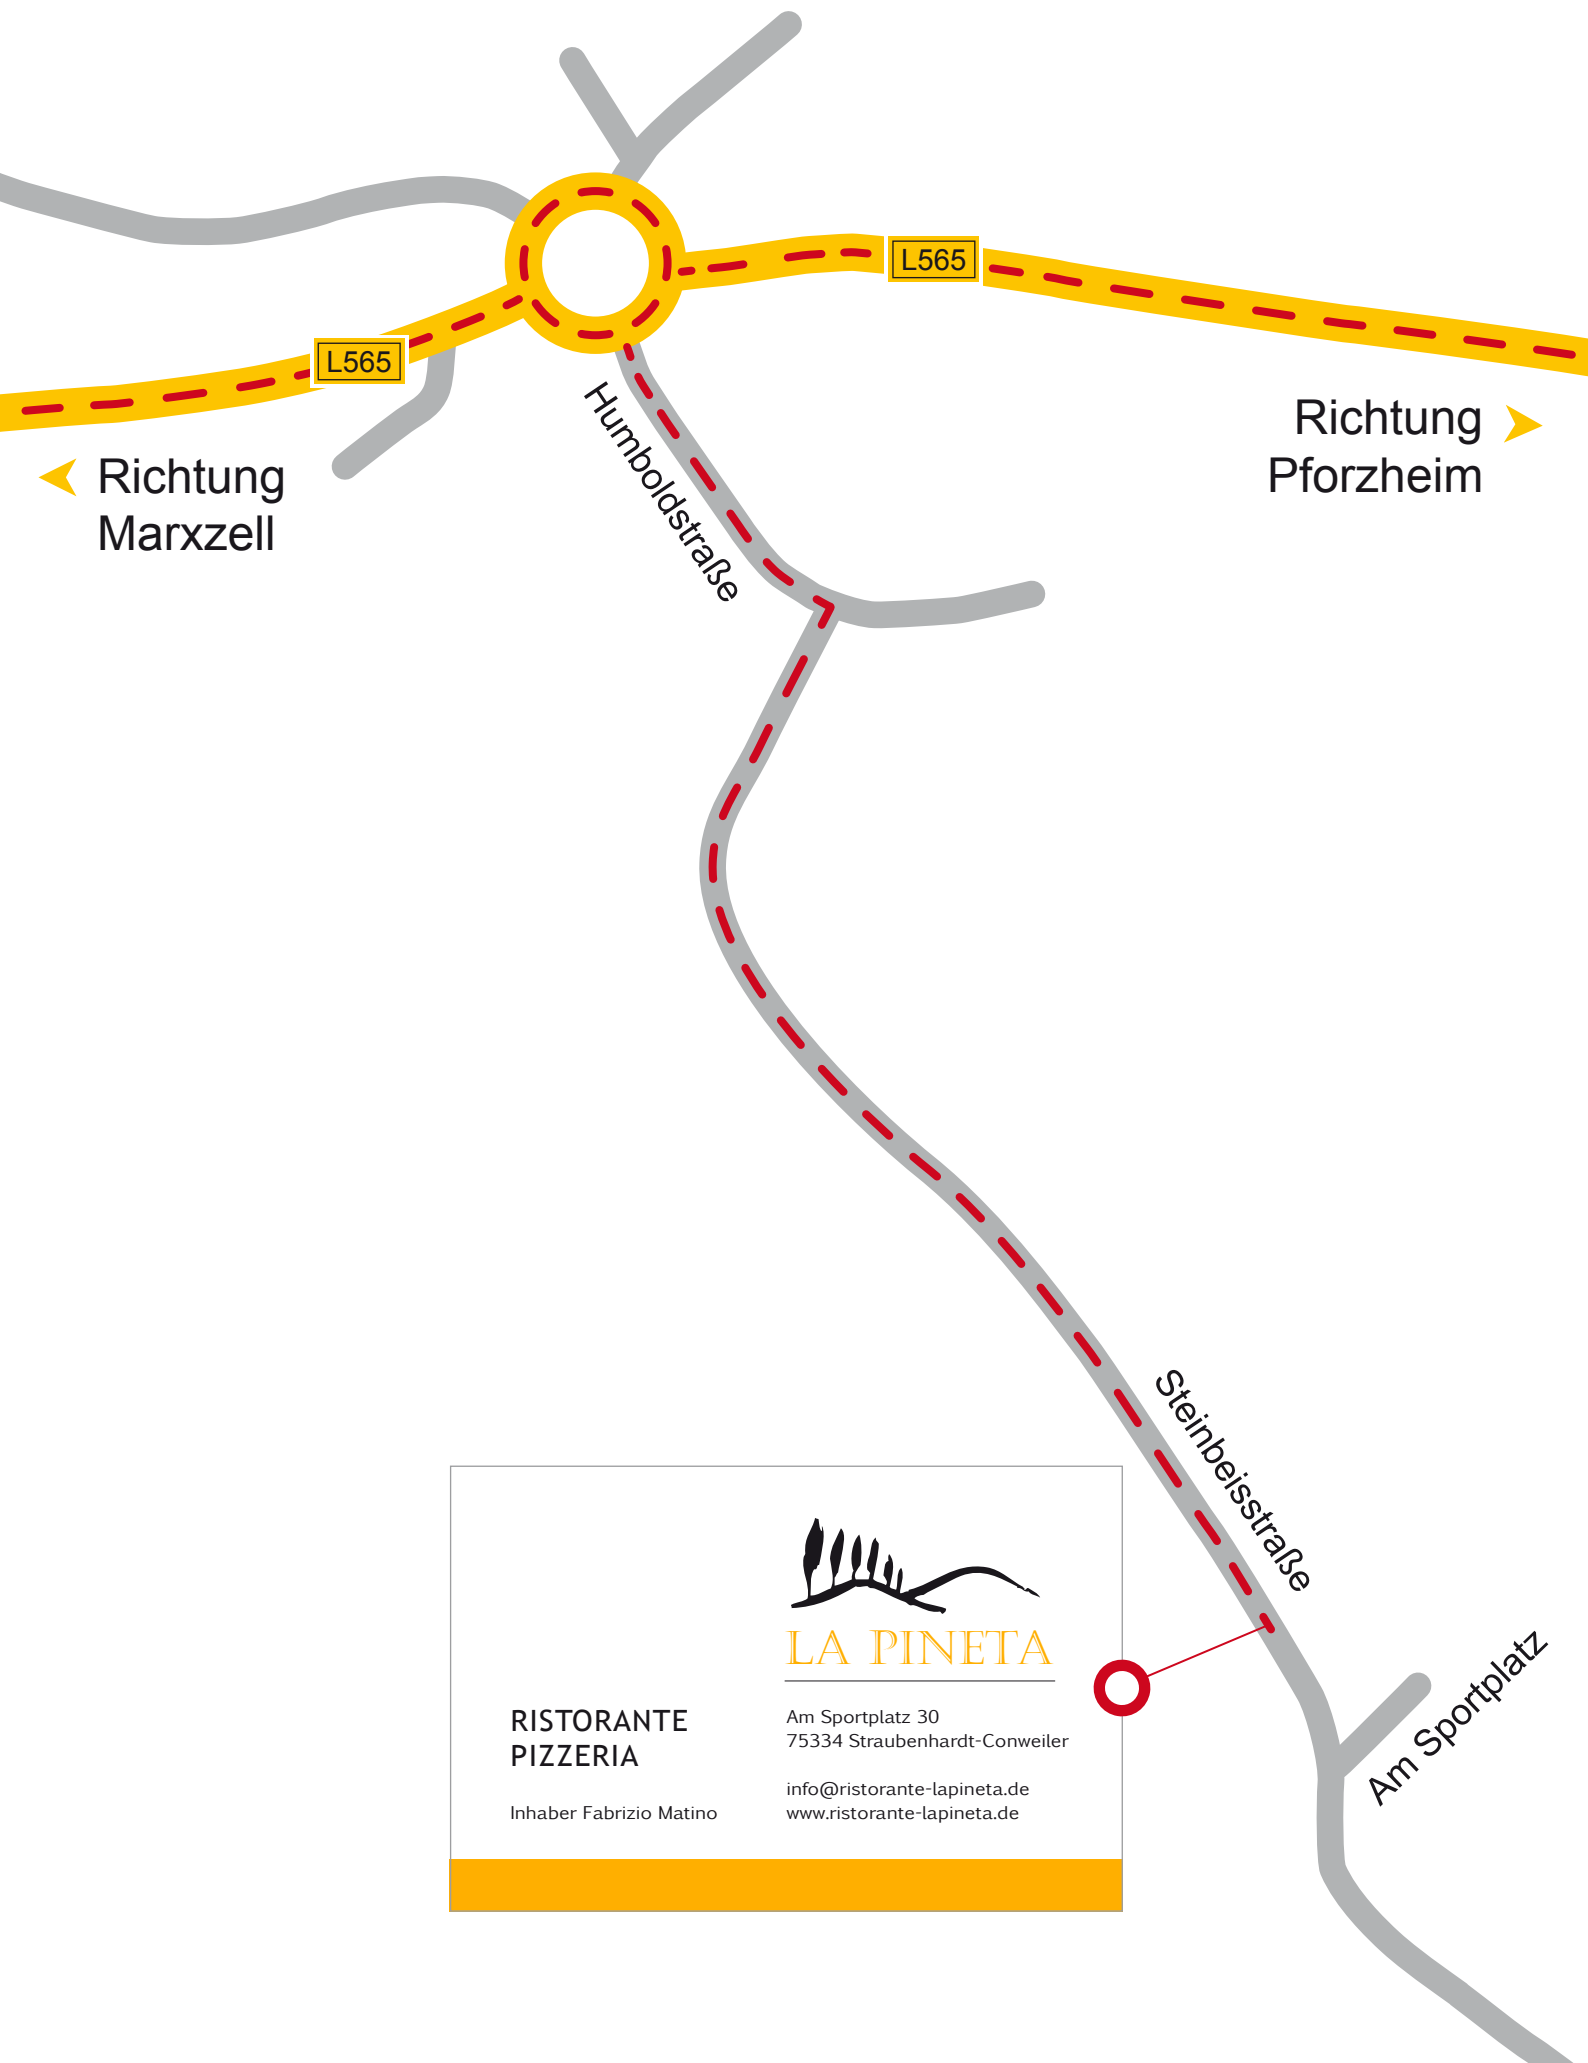 L565
L565
Humboldstraße
Richtung
Pforzheim
Richtung
Marxzell
Steinbeisstraße
Am Sportplatz
LA PINETA
RISTORANTE
PIZZERIA
Inhaber Fabrizio Matino
Am Sportplatz 30
75334 Straubenhardt-Conweiler
info@ristorante-lapineta.de
www.ristorante-lapineta.de